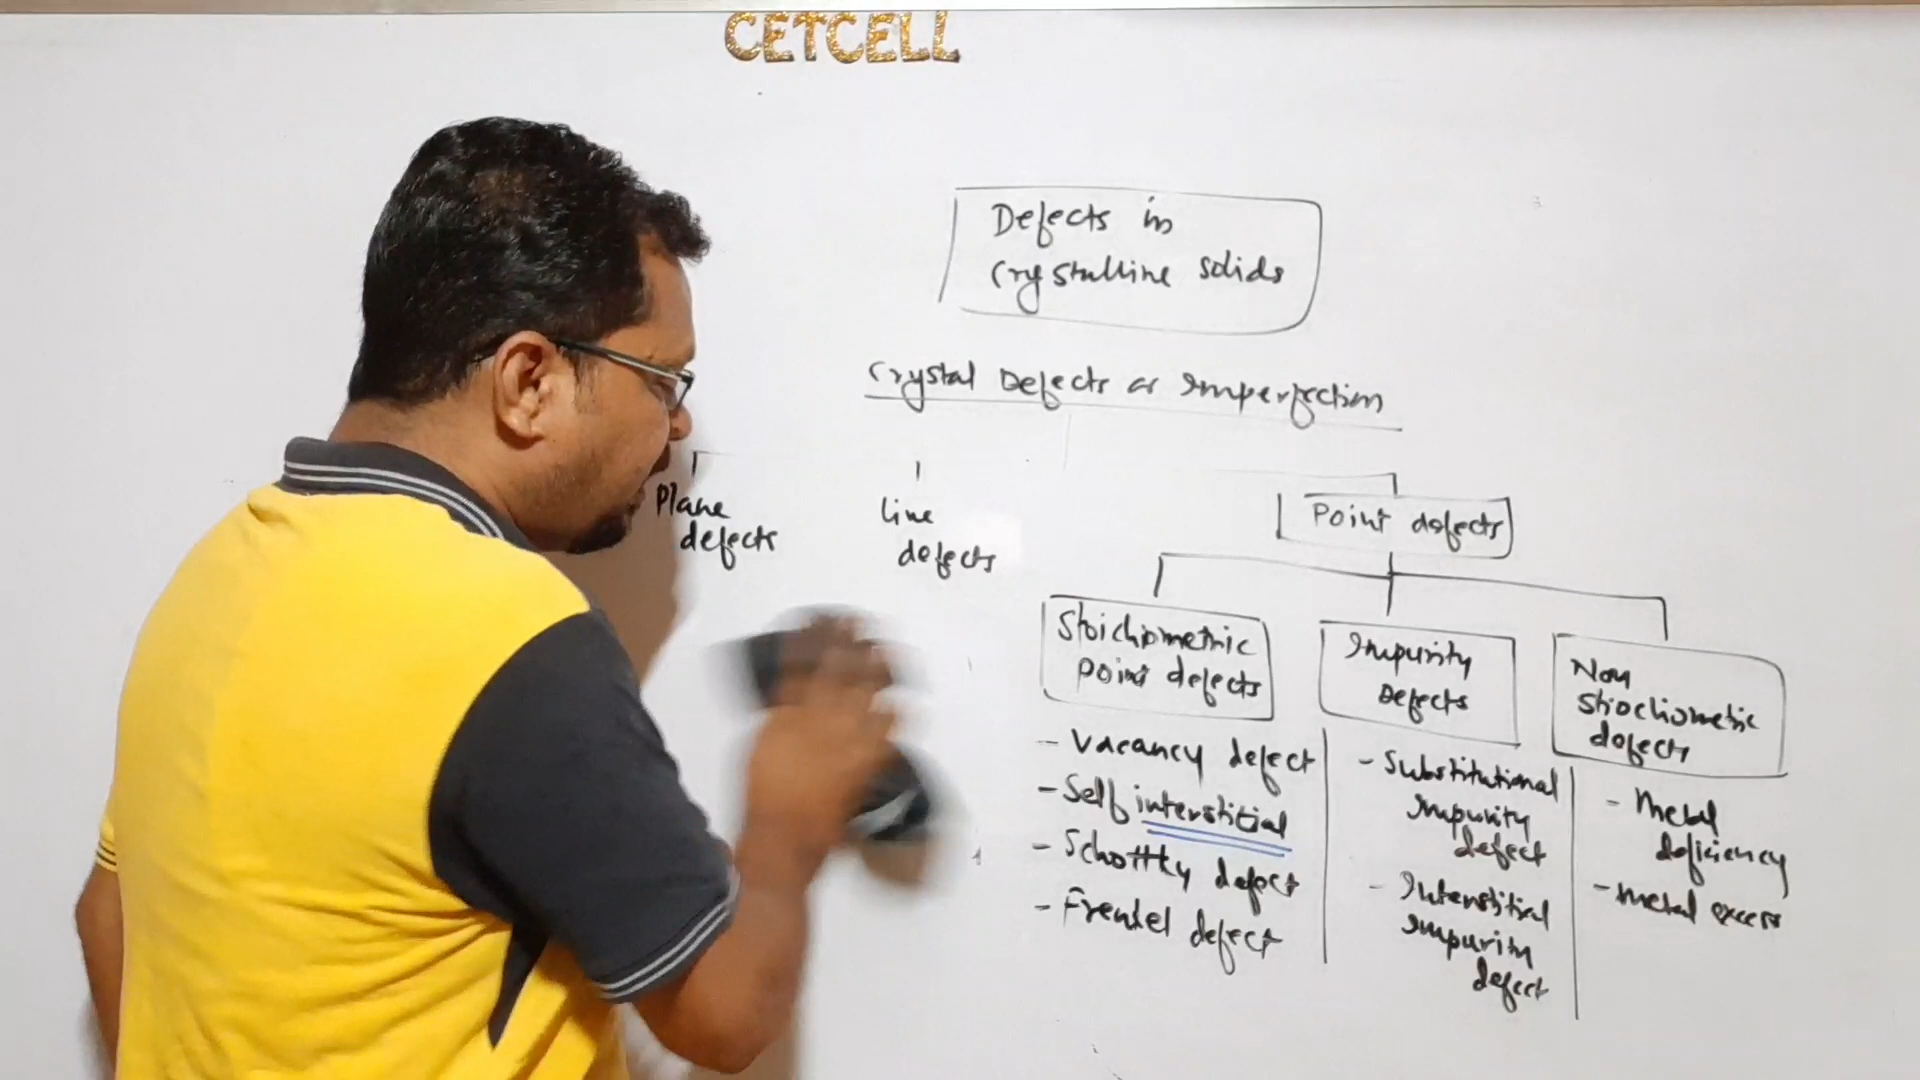 CETCELL
Defects in
Crystalline solids
Crystal Defects or Imperfection
Plane
defects
line
defects
Point defects
Stoichiometric
point defects
Impurity
Defects
Non
Stiochiometric
defects
- Vacancy defect
- Self interstitial
- Schottky defect
- Frenkel defect
- Substitutional
impurity
defect
- Interstitial
impurity
defect
- Metal
deficiency
- metal excess